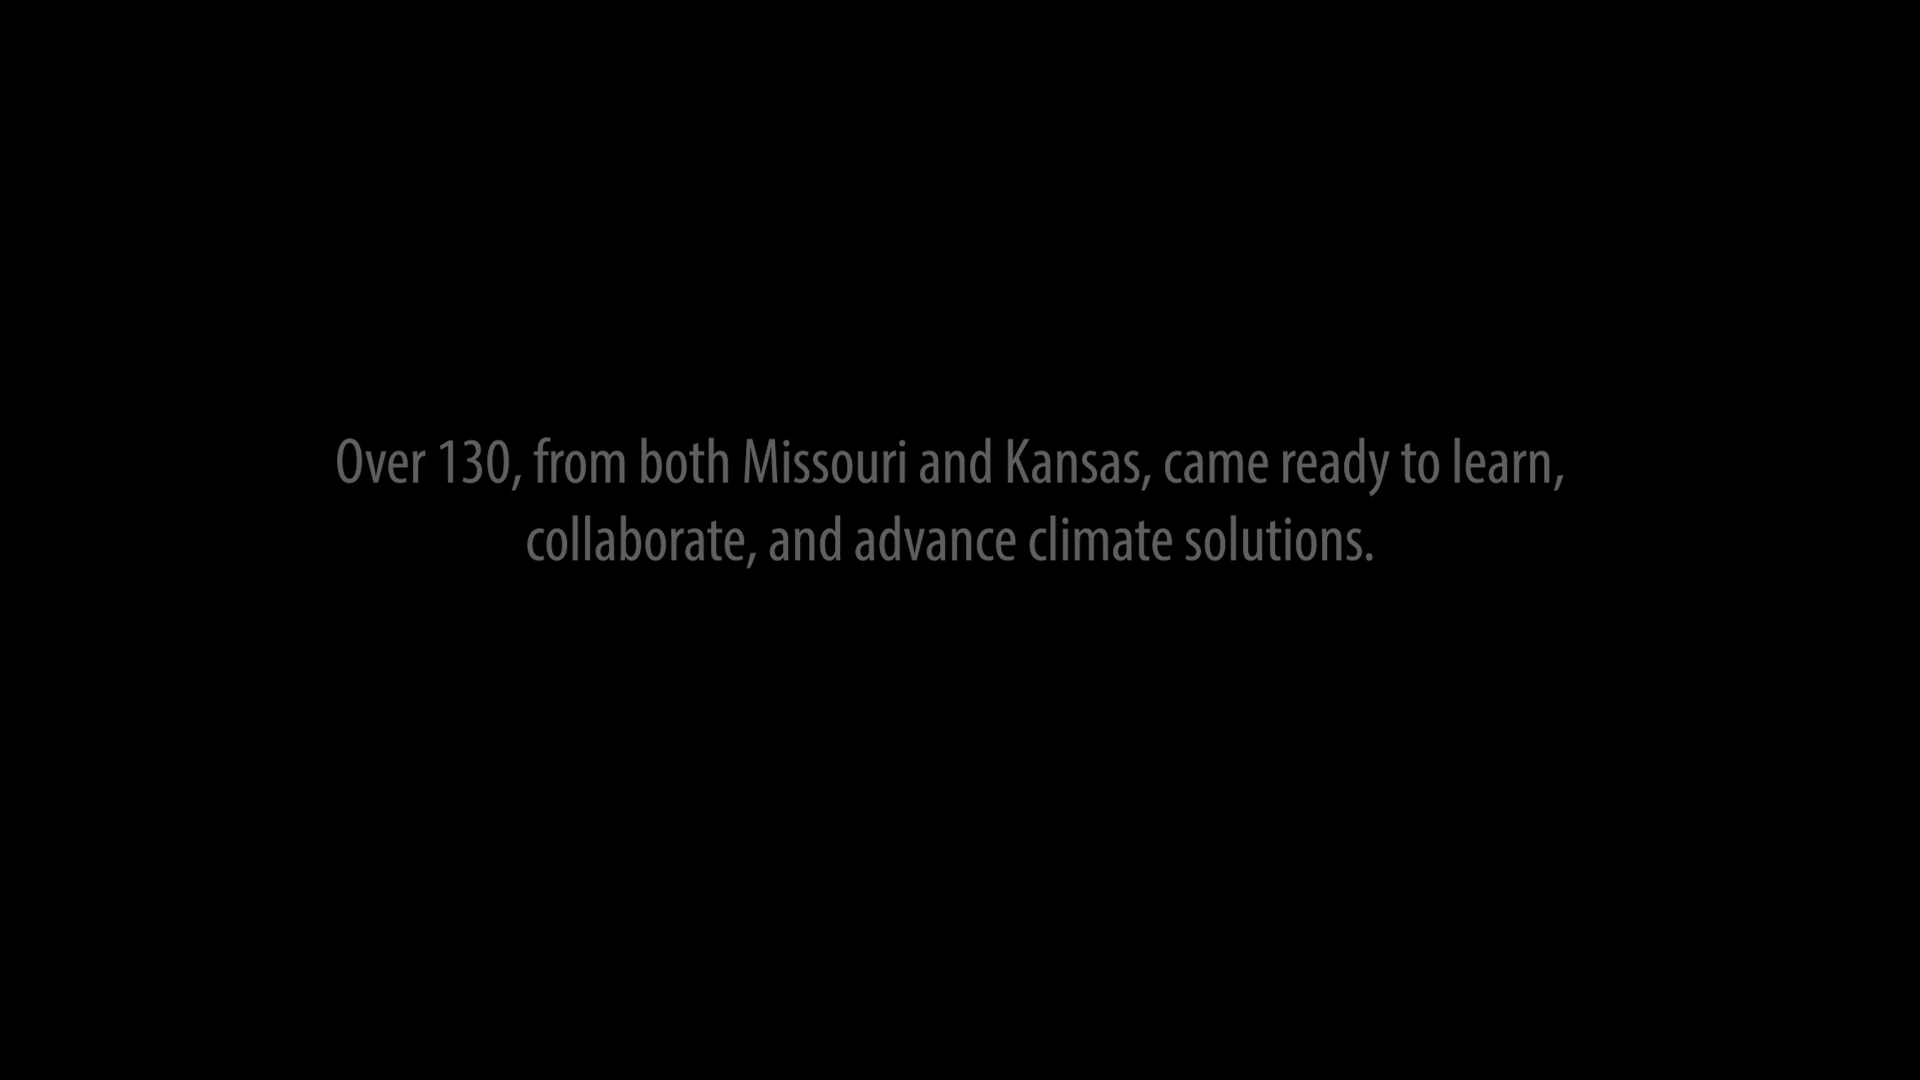 Over 130, from both Missouri and Kansas, came ready to learn,
collaborate, and advance climate solutions.